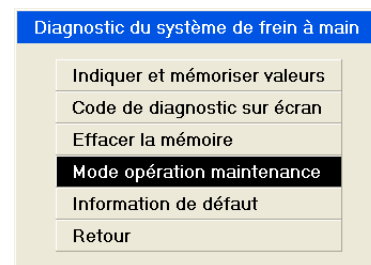 Diagnostic du système de frein à main
Indiquer et mémoriser valeurs
Code de diagnostic sur écran
Effacer la mémoire
Mode opération maintenance
Information de défaut
Retour